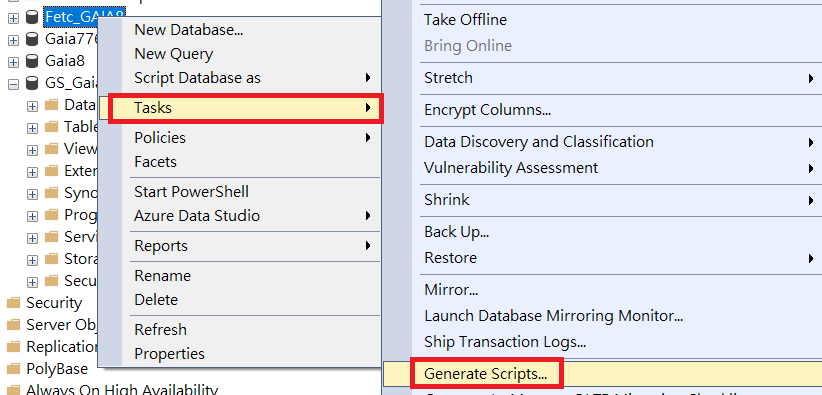 Fetc_GAIA8
Gaia776
Gaia8
GS_Gaia
Data
Table
View
Exter
Syno
Prog
Servi
Stora
Secu
Security
Server Obj
Replication
PolyBase
Always On High Availability
New Database...
New Query
Script Database as
Tasks
Policies
Facets
Start PowerShell
Azure Data Studio
Reports
Rename
Delete
Refresh
Properties
Take Offline
Bring Online
Stretch
Encrypt Columns...
Data Discovery and Classification
Vulnerability Assessment
Shrink
Back Up...
Restore
Mirror...
Launch Database Mirroring Monitor...
Ship Transaction Logs...
Generate Scripts...